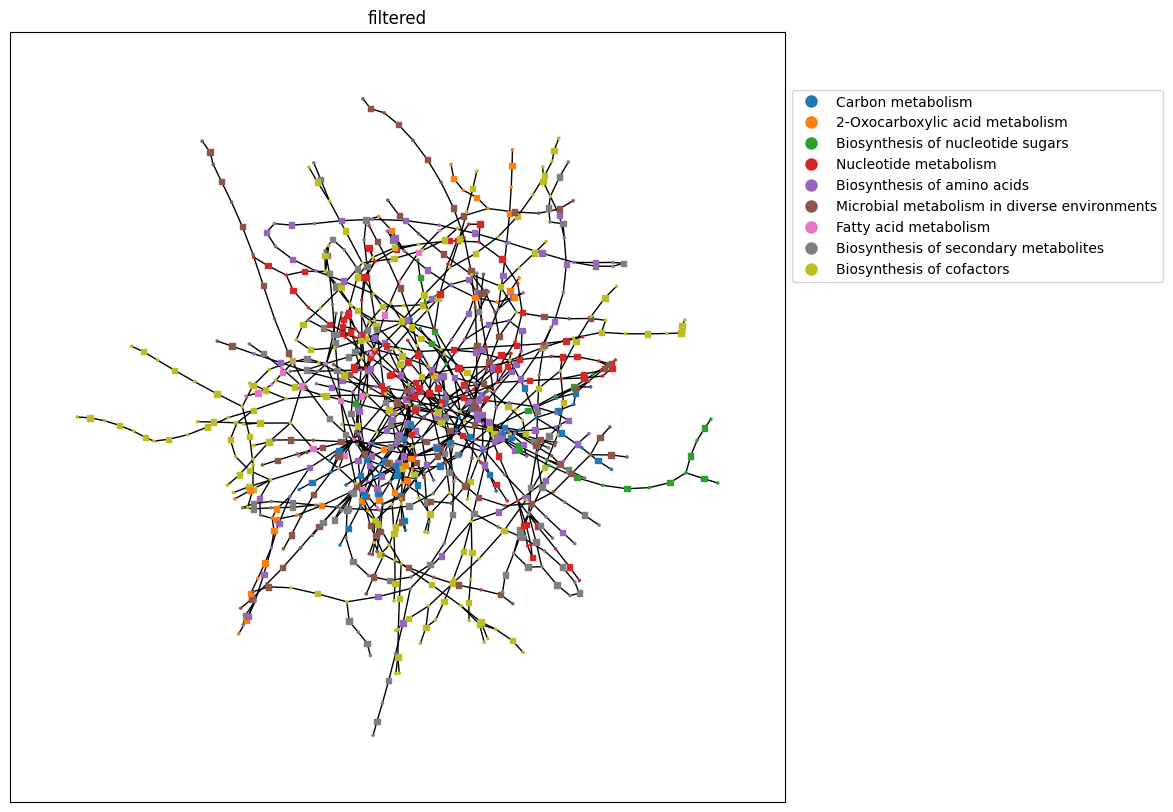 filtered
Carbon metabolism
2-Oxocarboxylic acid metabolism
Biosynthesis of nucleotide sugars
Nucleotide metabolism
Biosynthesis of amino acids
Microbial metabolism in diverse environments
Fatty acid metabolism
Biosynthesis of secondary metabolites
Biosynthesis of cofactors